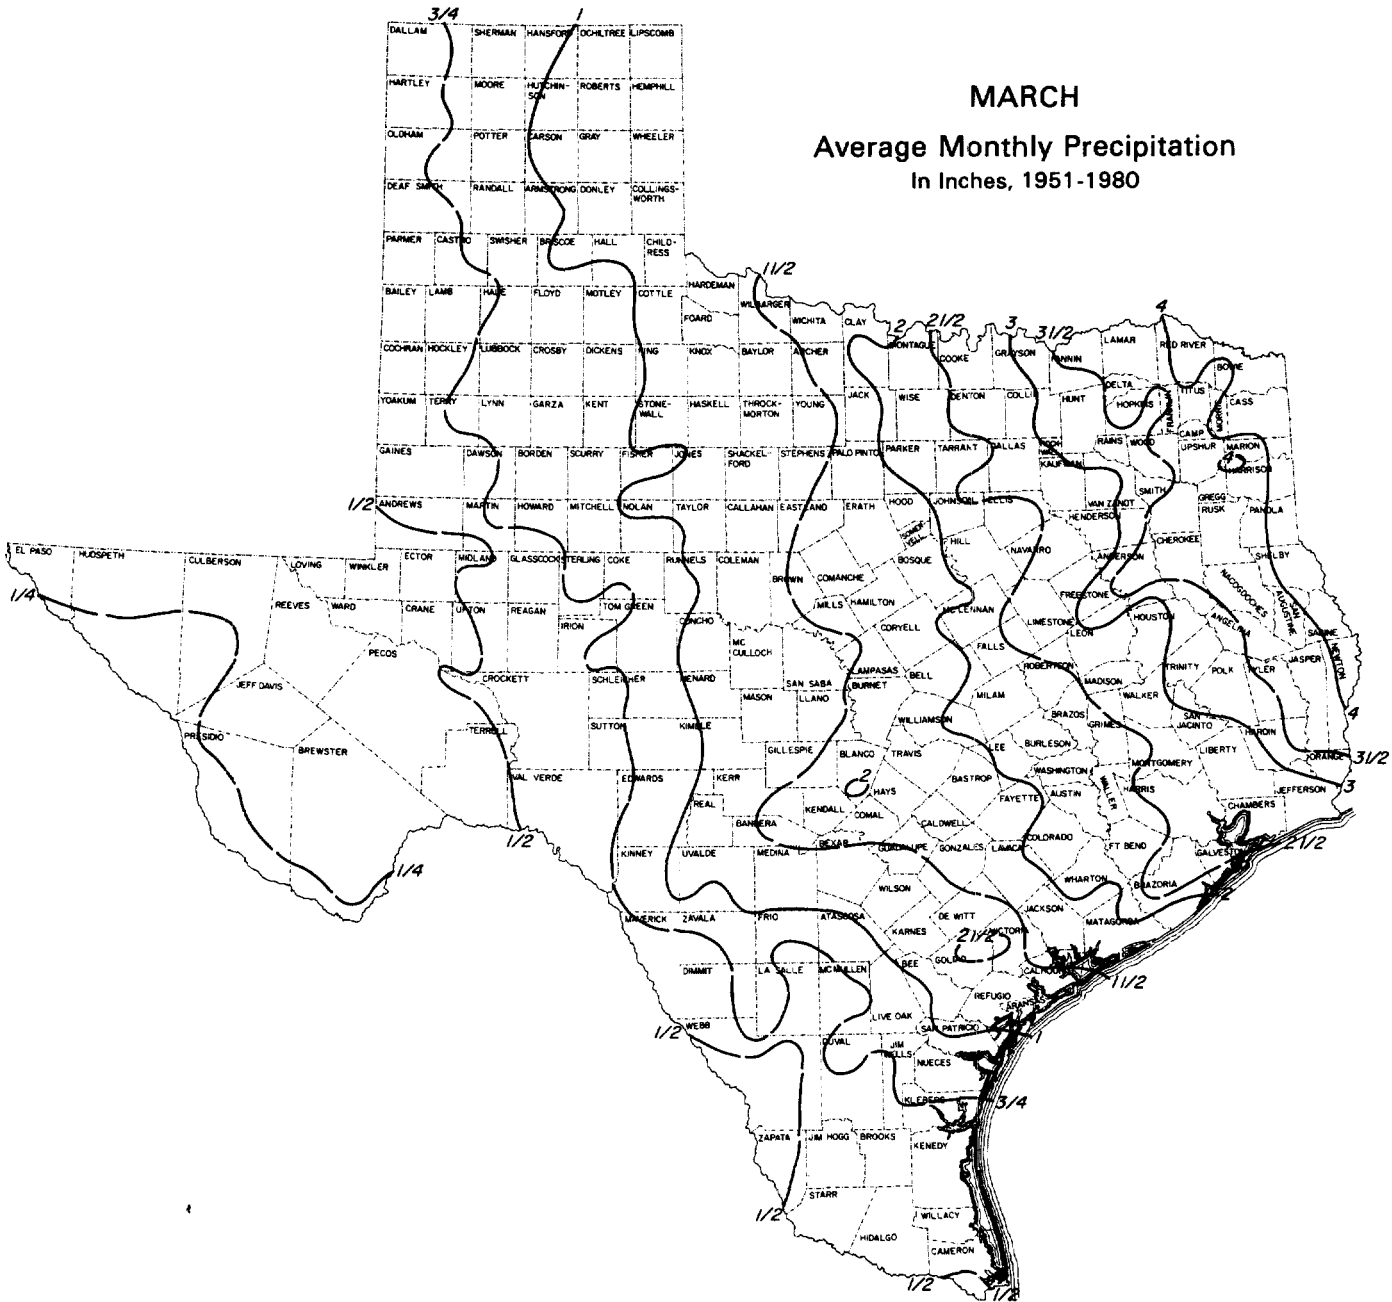 3/4 1
DALLAM SHERMAN HANSFORD OCHILTREE LIPSCOMB
HARTLEY MOORE HUTCHIN- ROBERTS HEMPHILL
SON
MARCH
OLDHAM POTTER CARSON GRAY WHEELER
Average Monthly Precipitation
In Inches, 1951-1980
DEAF SMITH RANDALL ARMSTRONG DONLEY COLLINGS-
WORTH
PARMER CASTRO SWISHER BRISCOE HALL CHILD-
RESS
1 1/2
BAILEY LAMB HALE FLOYD MOTLEY COTTLE HARDEMAN
WILBARGER
4
FOARD WICHITA CLAY 2 2 1/2 3 3 1/2
COCHRAN HOCKLEY LUBBOCK CROSBY DICKENS KING KNOX BAYLOR ARCHER MONTAGUE COOKE GRAYSON FANNIN LAMAR RED RIVER
BOWIE
YOAKUM TERRY LYNN GARZA KENT STONE- HASKELL THROCK- YOUNG JACK WISE DENTON COLLIN HUNT DELTA HOPKINS FRANKLIN TITUS MORRIS CASS
WALL MORTON
CAMP
GAINES DAWSON BORDEN SCURRY FISHER JONES SHACKEL- STEPHENS PALO PINTO PARKER TARRANT DALLAS ROCK- RAINS WOOD UPSHUR MARION
FORD WALL
KAUFMAN 4 HARRISON
SMITH
1/2 ANDREWS MARTIN HOWARD MITCHELL NOLAN TAYLOR CALLAHAN EASTLAND ERATH HOOD JOHNSON ELLIS VAN ZANDT GREGG
HENDERSON RUSK PANOLA
SOMER-
VELL HILL CHEROKEE
EL PASO HUDSPETH CULBERSON LOVING WINKLER ECTOR MIDLAND GLASSCOCK STERLING COKE RUNNELS COLEMAN BROWN COMANCHE BOSQUE NAVARRO ANDERSON SHELBY
NACOGDOCHES
1/4 REEVES WARD CRANE UPTON REAGAN TOM GREEN MILLS HAMILTON MC LENNAN FREESTONE SAN
AUGUSTINE
IRION CONCHO CORYELL LIMESTONE LEON HOUSTON ANGELINA SABINE
PECOS MC
CULLOCH FALLS NEWTON
JEFF DAVIS CROCKETT SCHLEICHER MENARD SAN SABA LAMPASAS BELL ROBERTSON TRINITY POLK TYLER JASPER
BURNET MADISON
MASON LLANO MILAM WALKER
4
PRESIDIO TERRELL SUTTON KIMBLE WILLIAMSON BRAZOS GRIMES SAN
JACINTO HARDIN
BREWSTER GILLESPIE BLANCO TRAVIS LEE BURLESON LIBERTY
ORANGE 3 1/2
MONTGOMERY
VAL VERDE EDWARDS KERR 2 HAYS BASTROP WASHINGTON WALLER 3
HARRIS JEFFERSON
REAL KENDALL COMAL FAYETTE AUSTIN CHAMBERS
BANDERA CALDWELL
1/2 COLORADO
KINNEY UVALDE MEDINA BEXAR GUADALUPE GONZALES LAVACA FT BEND GALVESTON 2 1/2
1/4 WILSON WHARTON BRAZORIA
2
MAVERICK ZAVALA FRIO ATASCOSA DE WITT JACKSON
KARNES VICTORIA MATAGORDA
2 1/2
DIMMIT LA SALLE MC MULLEN BEE GOLIAD CALHOUN
1 1/2
REFUGIO
ARANSAS
LIVE OAK
1/2 WEBB SAN PATRICIO
1
DUVAL JIM
WELLS
NUECES
KLEBERG 3/4
ZAPATA JIM HOGG BROOKS KENEDY
STARR
1/2 WILLACY
HIDALGO
CAMERON
1/2 1/2